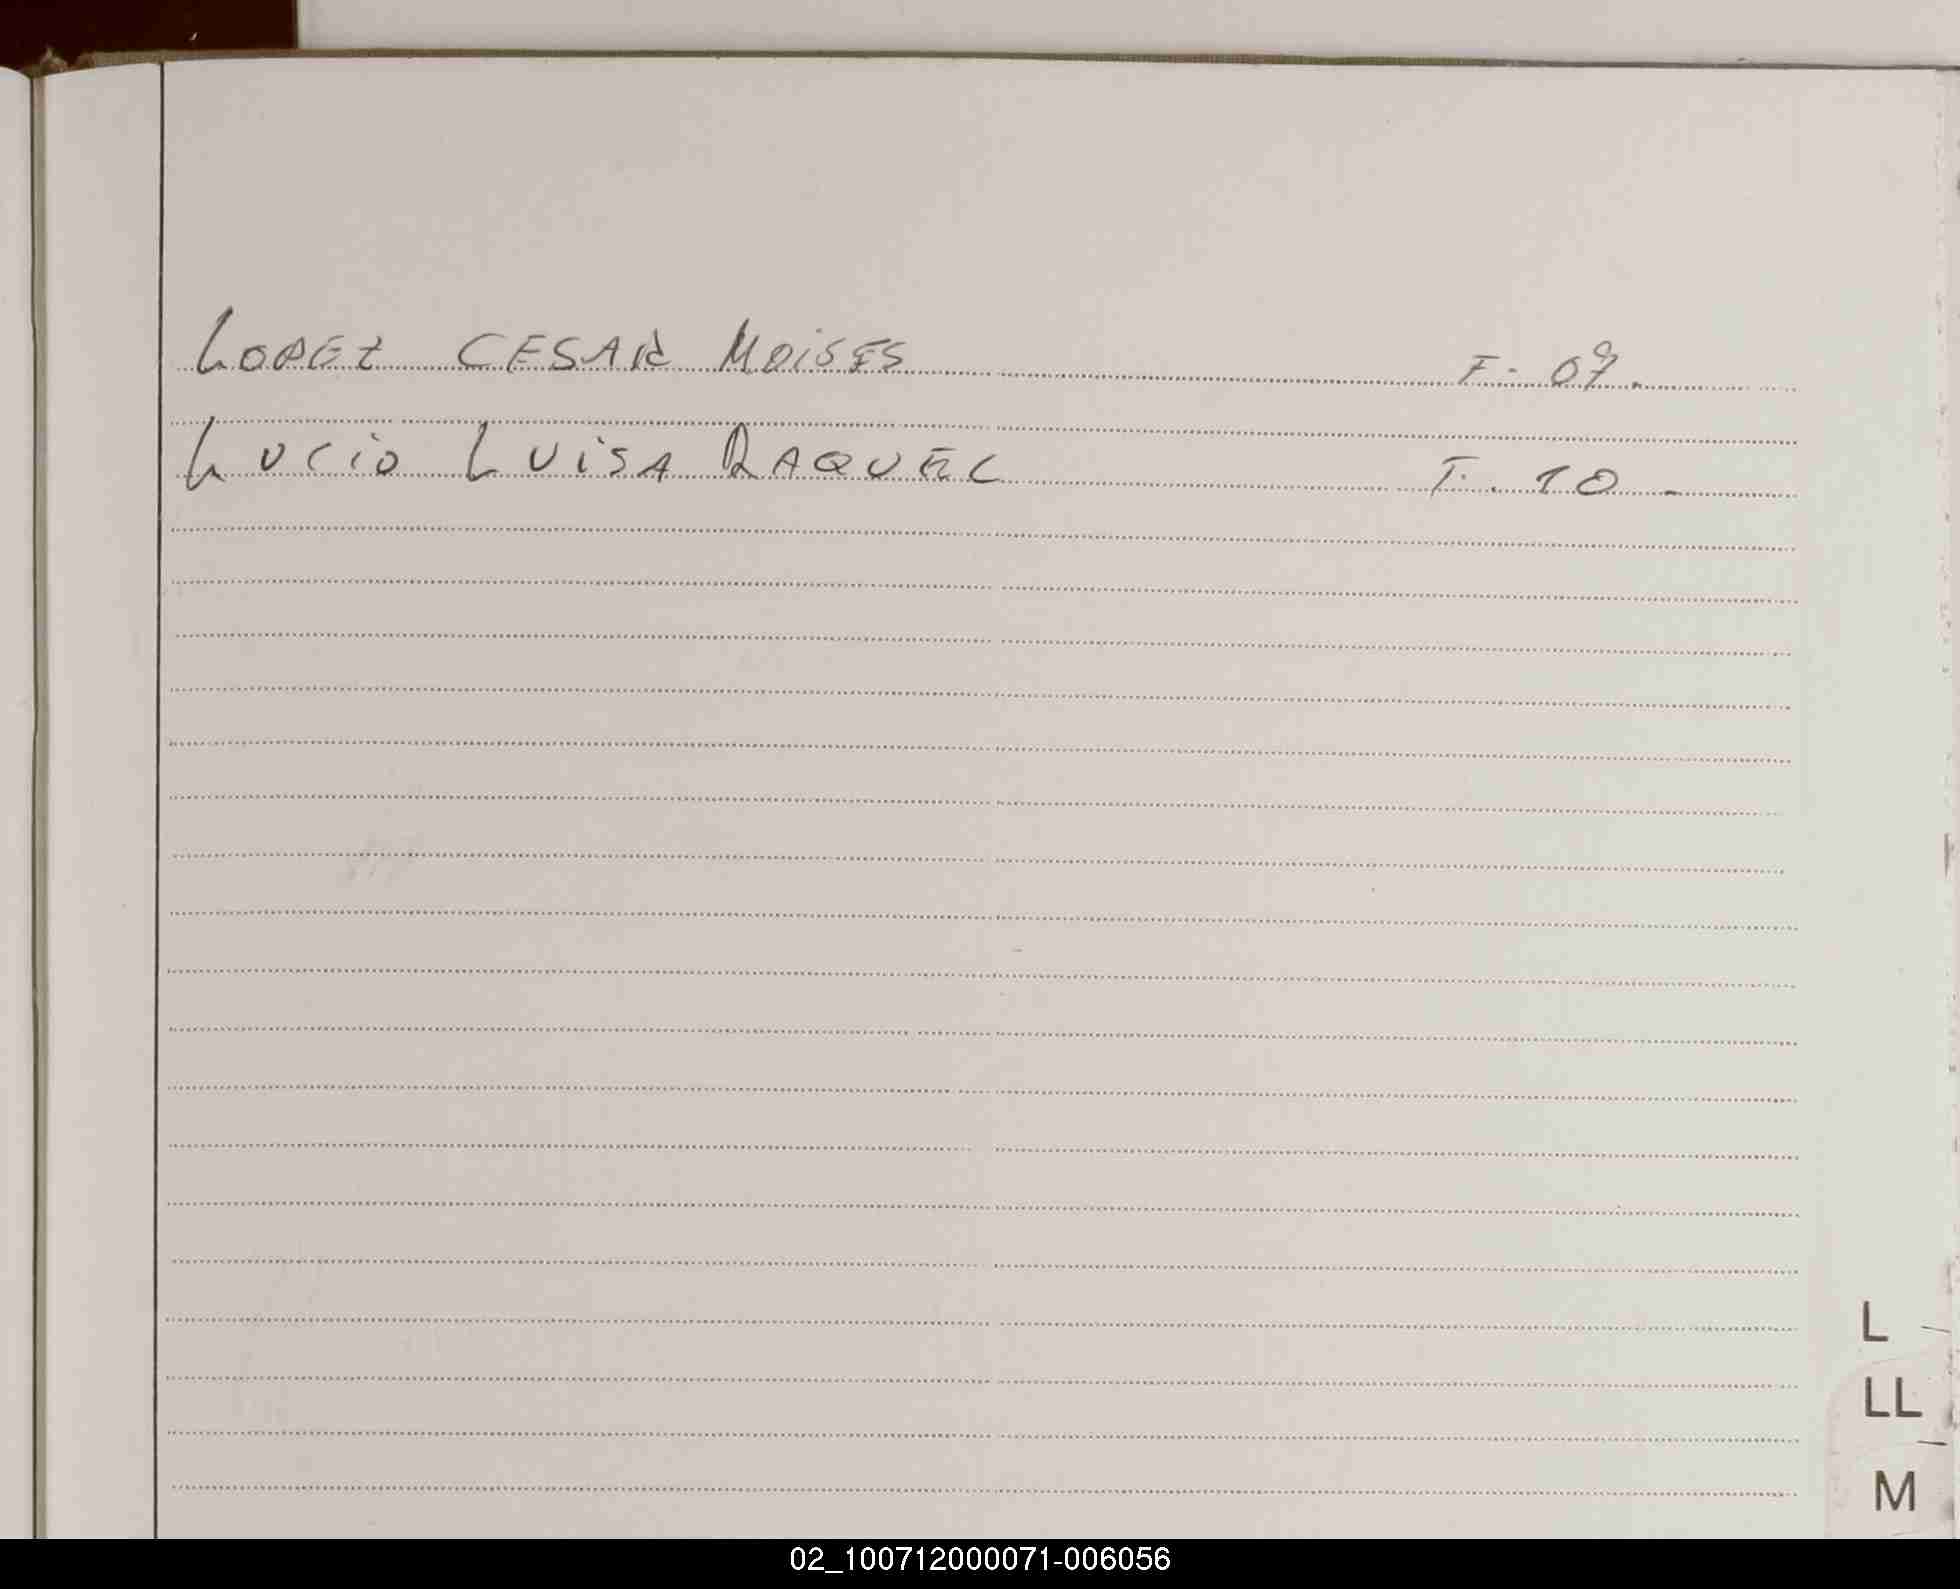 LOPEZ CESAR MOiSES F. 09.
LUCiO LUiSA RAQUEL F. 10 -
L
LL
M
02_100712000071-006056